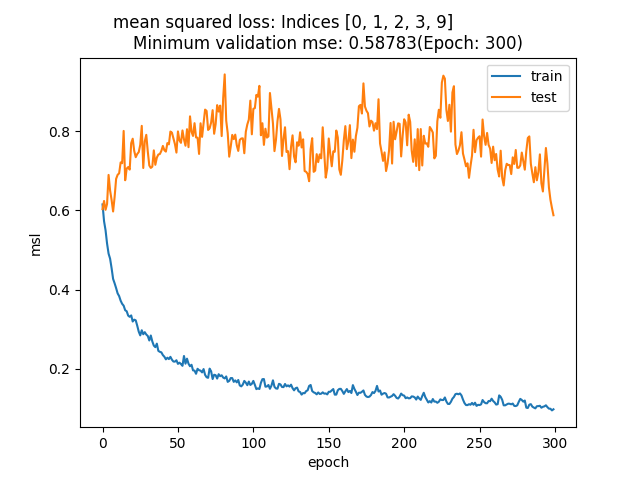 mean squared loss: Indices [0, 1, 2, 3, 9]
Minimum validation mse: 0.58783(Epoch: 300)
train
test
0.8
0.6
0.4
0.2
msl
0 50 100 150 200 250 300
epoch